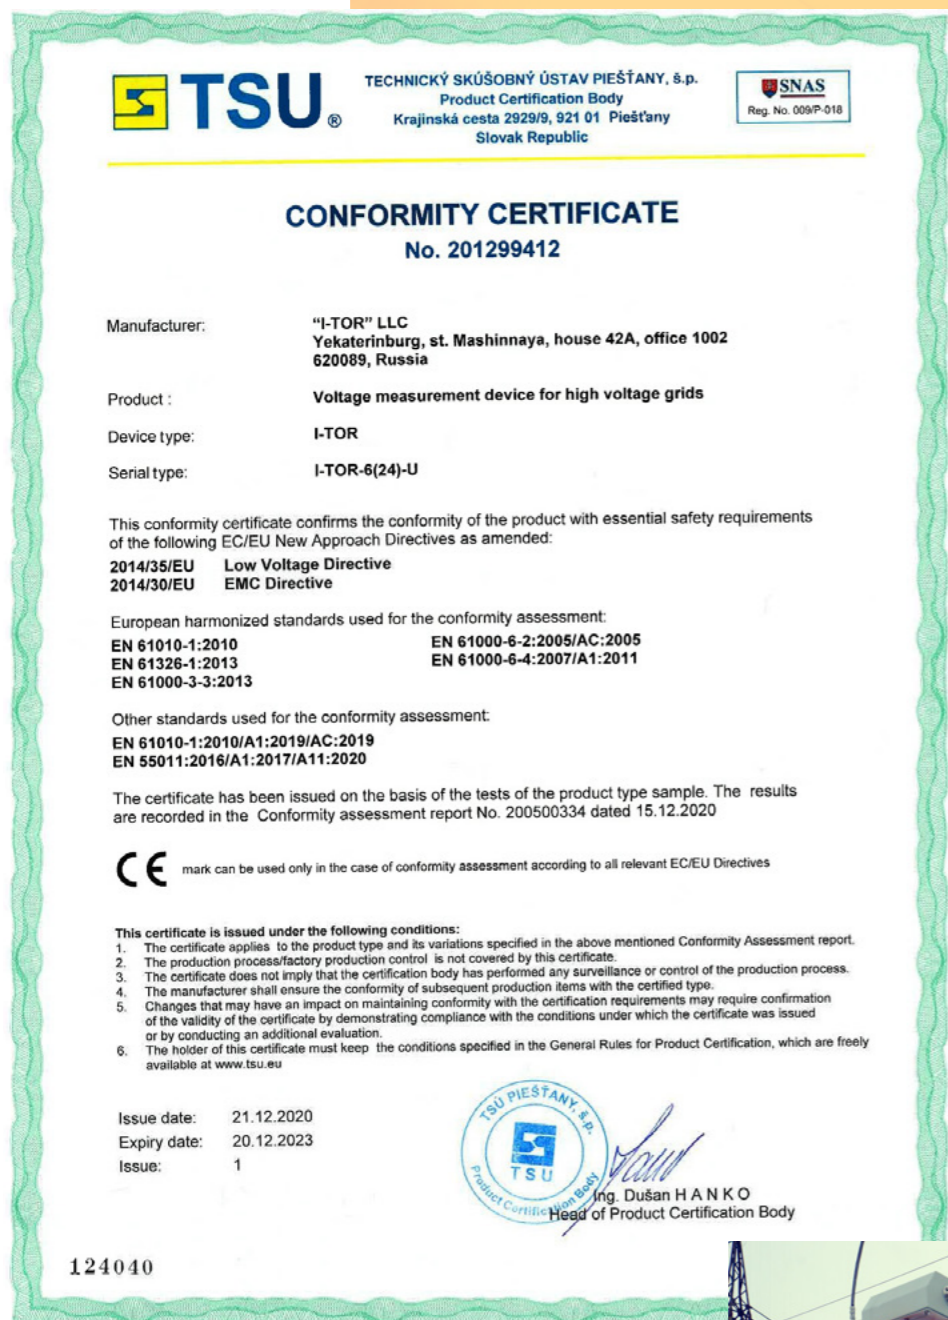 TSU®
TECHNICKÝ SKÚŠOBNÝ ÚSTAV PIEŠŤANY, š.p.
Product Certification Body
Krajinská cesta 2929/9, 921 01 Piešťany
Slovak Republic
SNAS
Reg. No. 009/P-018
CONFORMITY CERTIFICATE
No. 201299412
Manufacturer: "I-TOR" LLC
Yekaterinburg, st. Mashinnaya, house 42A, office 1002
620089, Russia
Product : Voltage measurement device for high voltage grids
Device type: I-TOR
Serial type: I-TOR-6(24)-U
This conformity certificate confirms the conformity of the product with essential safety requirements
of the following EC/EU New Approach Directives as amended:
2014/35/EU Low Voltage Directive
2014/30/EU EMC Directive
European harmonized standards used for the conformity assessment:
EN 61010-1:2010 EN 61000-6-2:2005/AC:2005
EN 61326-1:2013 EN 61000-6-4:2007/A1:2011
EN 61000-3-3:2013
Other standards used for the conformity assessment:
EN 61010-1:2010/A1:2019/AC:2019
EN 55011:2016/A1:2017/A11:2020
The certificate has been issued on the basis of the tests of the product type sample. The results
are recorded in the Conformity assessment report No. 200500334 dated 15.12.2020
CE mark can be used only in the case of conformity assessment according to all relevant EC/EU Directives
This certificate is issued under the following conditions:
1. The certificate applies to the product type and its variations specified in the above mentioned Conformity Assessment report.
2. The production process/factory production control is not covered by this certificate.
3. The certificate does not imply that the certification body has performed any surveillance or control of the production process.
4. The manufacturer shall ensure the conformity of subsequent production items with the certified type.
5. Changes that may have an impact on maintaining conformity with the certification requirements may require confirmation
of the validity of the certificate by demonstrating compliance with the conditions under which the certificate was issued
or by conducting an additional evaluation.
6. The holder of this certificate must keep the conditions specified in the General Rules for Product Certification, which are freely
available at www.tsu.eu
Issue date: 21.12.2020
Expiry date: 20.12.2023
Issue: 1
TSÚ PIEŠŤANY, š.p.
TSU
Product Certification Body
Ing. Dušan H A N K O
Head of Product Certification Body
124040